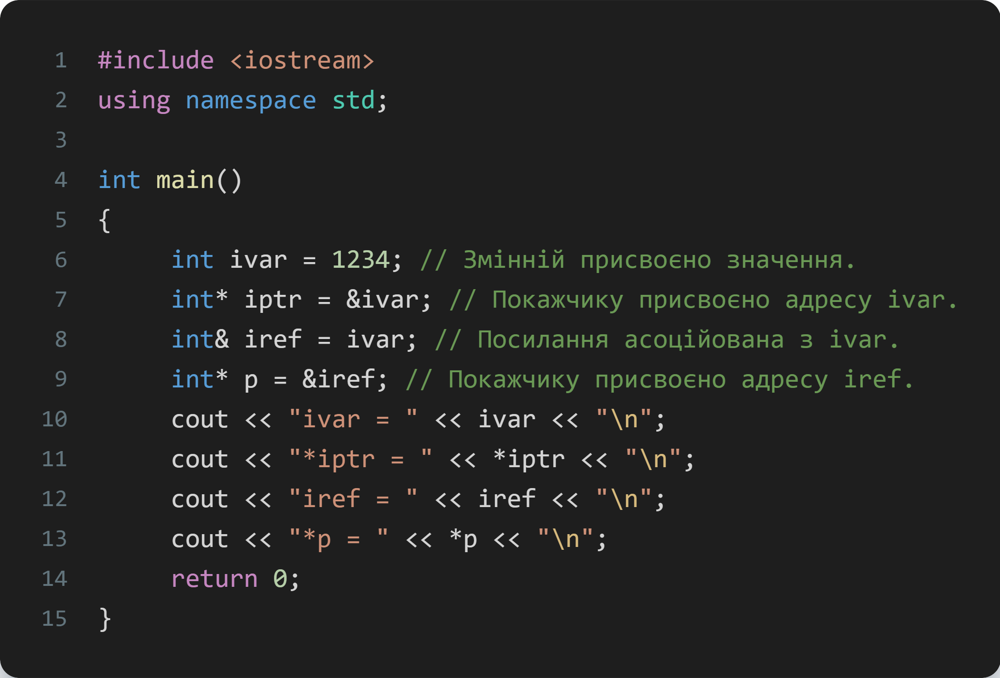 1 #include <iostream>
2 using namespace std;
3
4 int main()
5 {
6 int ivar = 1234; // Змінній присвоєно значення.
7 int* iptr = &ivar; // Покажчику присвоєно адресу ivar.
8 int& iref = ivar; // Посилання асоційована з ivar.
9 int* p = &iref; // Покажчику присвоєно адресу iref.
10 cout << "ivar = " << ivar << "\n";
11 cout << "*iptr = " << *iptr << "\n";
12 cout << "iref = " << iref << "\n";
13 cout << "*p = " << *p << "\n";
14 return 0;
15 }